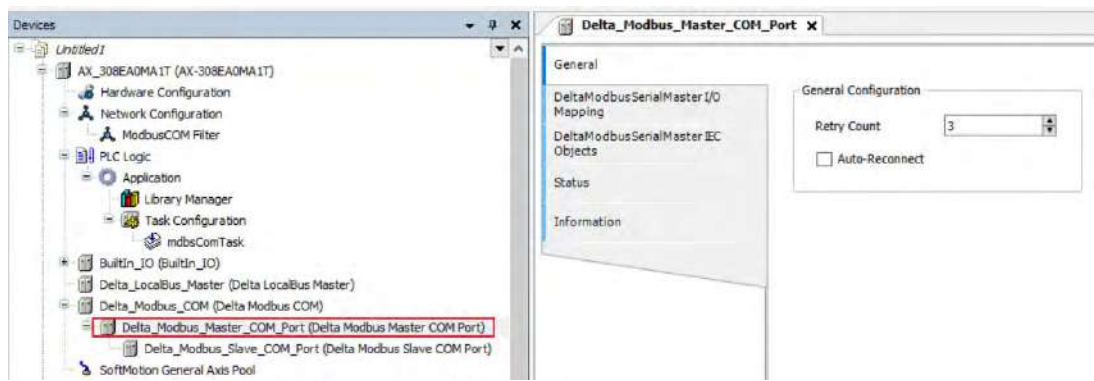 Devices
Untitled1
AX_308EA0MA1T (AX-308EA0MA1T)
Hardware Configuration
Network Configuration
ModbusCOM Filter
PLC Logic
Application
Library Manager
Task Configuration
mdbsComTask
BuiltIn_IO (BuiltIn_IO)
Delta_LocalBus_Master (Delta LocalBus Master)
Delta_Modbus_COM (Delta Modbus COM)
Delta_Modbus_Master_COM_Port (Delta Modbus Master COM Port)
Delta_Modbus_Slave_COM_Port (Delta Modbus Slave COM Port)
SoftMotion General Axis Pool
Delta_Modbus_Master_COM_Port X
General
DeltaModbusSerialMaster I/O
Mapping
DeltaModbusSerialMaster IEC
Objects
Status
Information
General Configuration
Retry Count 3
Auto-Reconnect